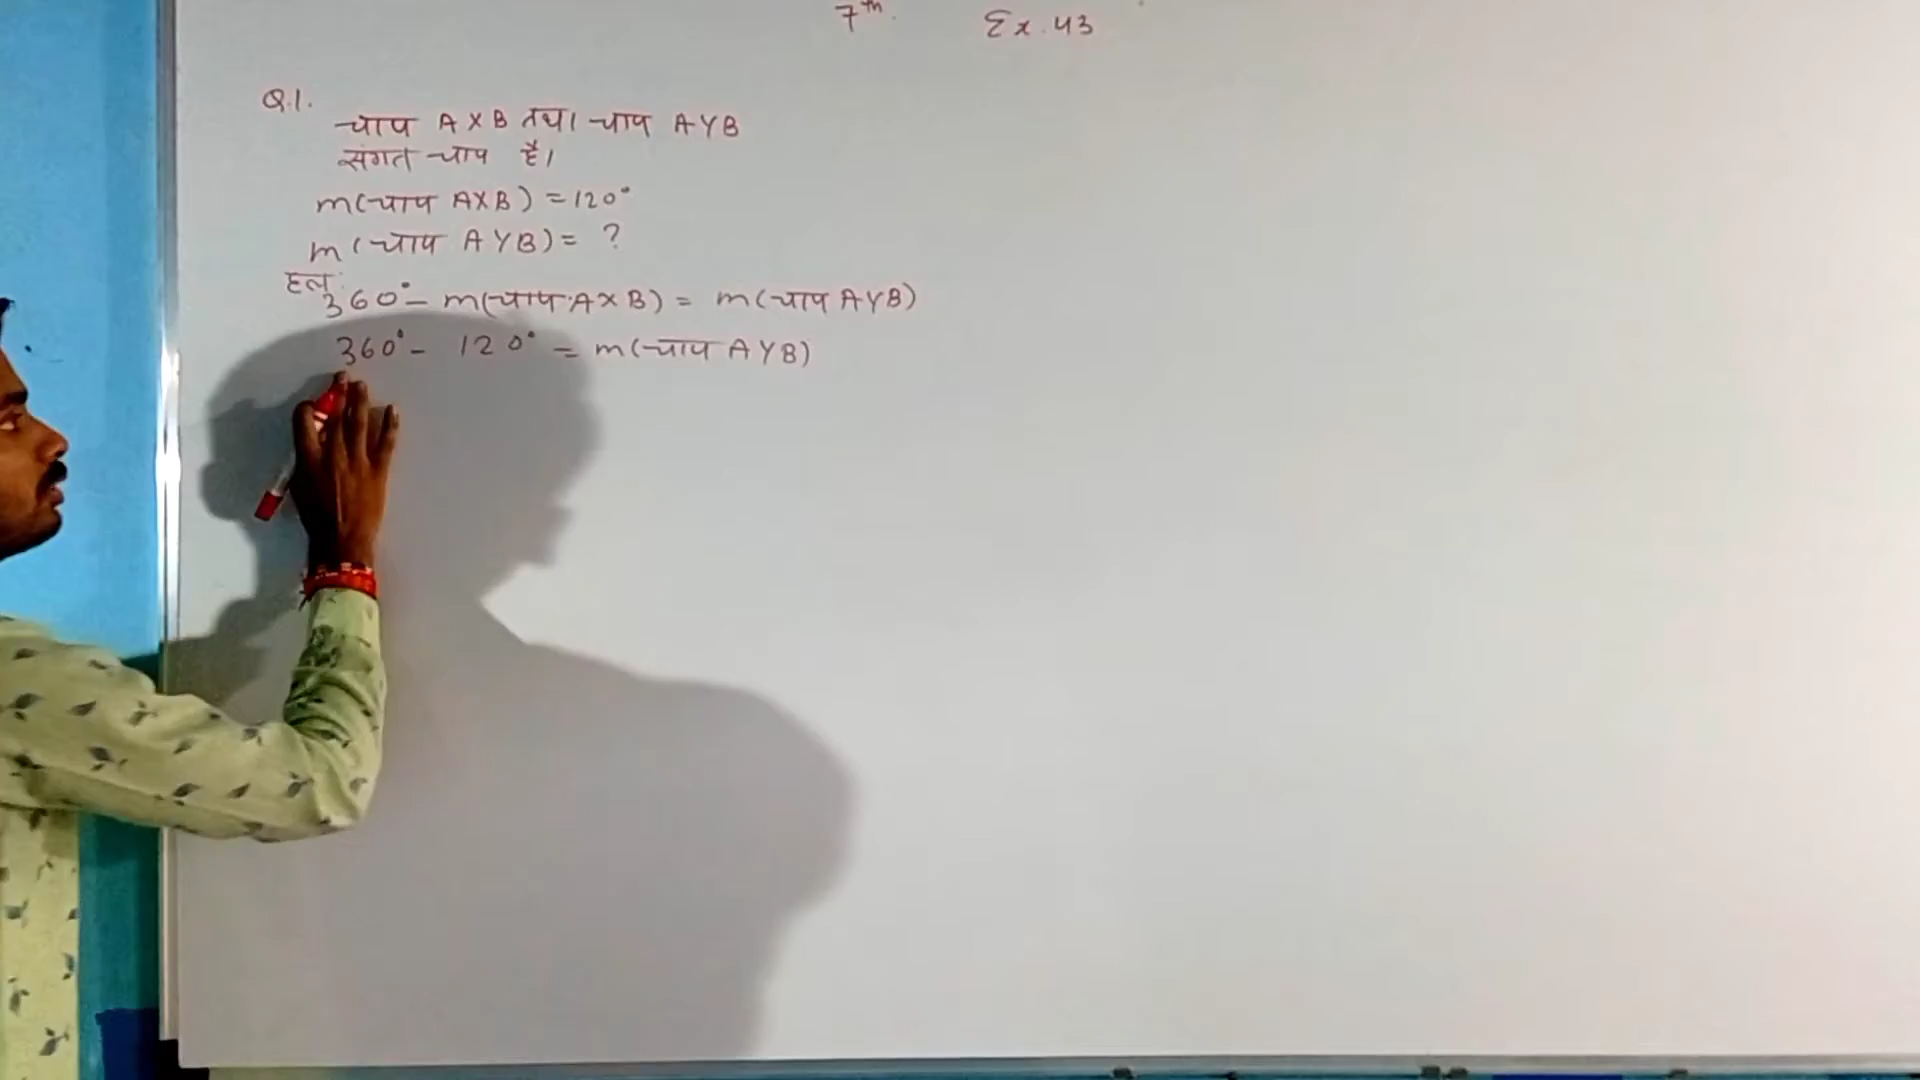 7th. Ex. 43
Q.1.
चाप AXB तथा चाप AYB
संगत चाप है।
m(चाप AXB) = 120°
m(चाप AYB) = ?
हल:
360° - m(चाप AXB) = m(चाप AYB)
360° - 120° = m(चाप AYB)